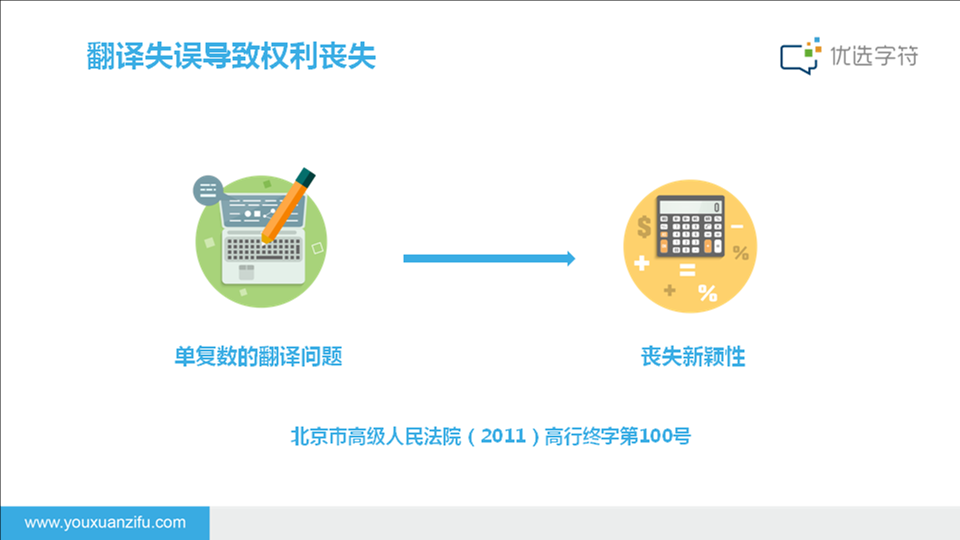 翻译失误导致权利丧失
优选字符
单复数的翻译问题
丧失新颖性
北京市高级人民法院（2011）高行终字第100号
www.youxuanzifu.com